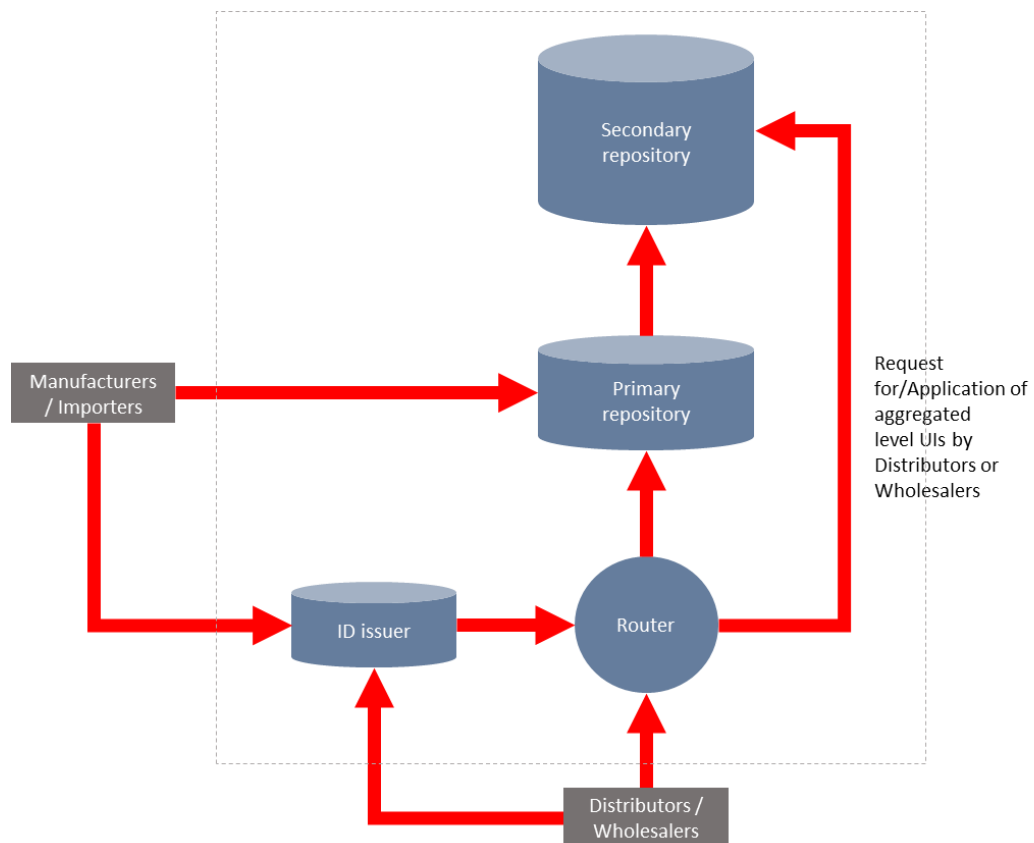 Secondary
repository
Manufacturers
/ Importers
Primary
repository
Request
for/Application of
aggregated
level UIs by
Distributors or
Wholesalers
ID issuer
Router
Distributors /
Wholesalers